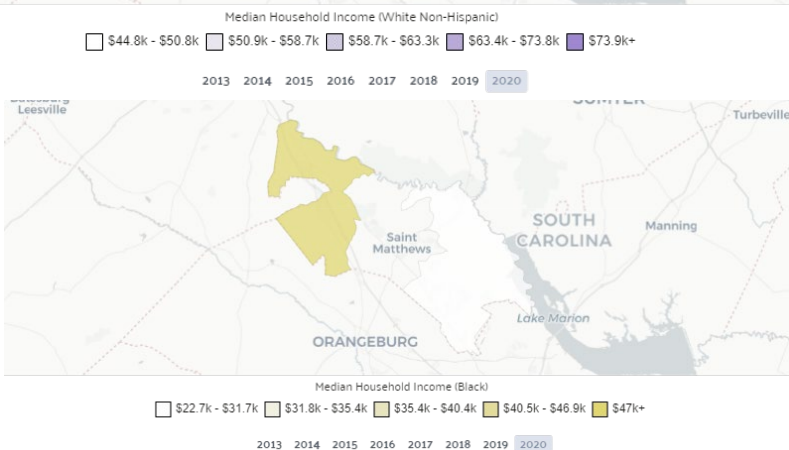 Median Household Income (White Non-Hispanic)
$44.8k - $50.8k $50.9k - $58.7k $58.7k - $63.3k $63.4k - $73.8k $73.9k+
2013 2014 2015 2016 2017 2018 2019 2020
Leesville
SUMTER
Turbeville
SOUTH
CAROLINA
Manning
Saint
Matthews
Lake Marion
ORANGEBURG
Median Household Income (Black)
$22.7k - $31.7k $31.8k - $35.4k $35.4k - $40.4k $40.5k - $46.9k $47k+
2013 2014 2015 2016 2017 2018 2019 2020